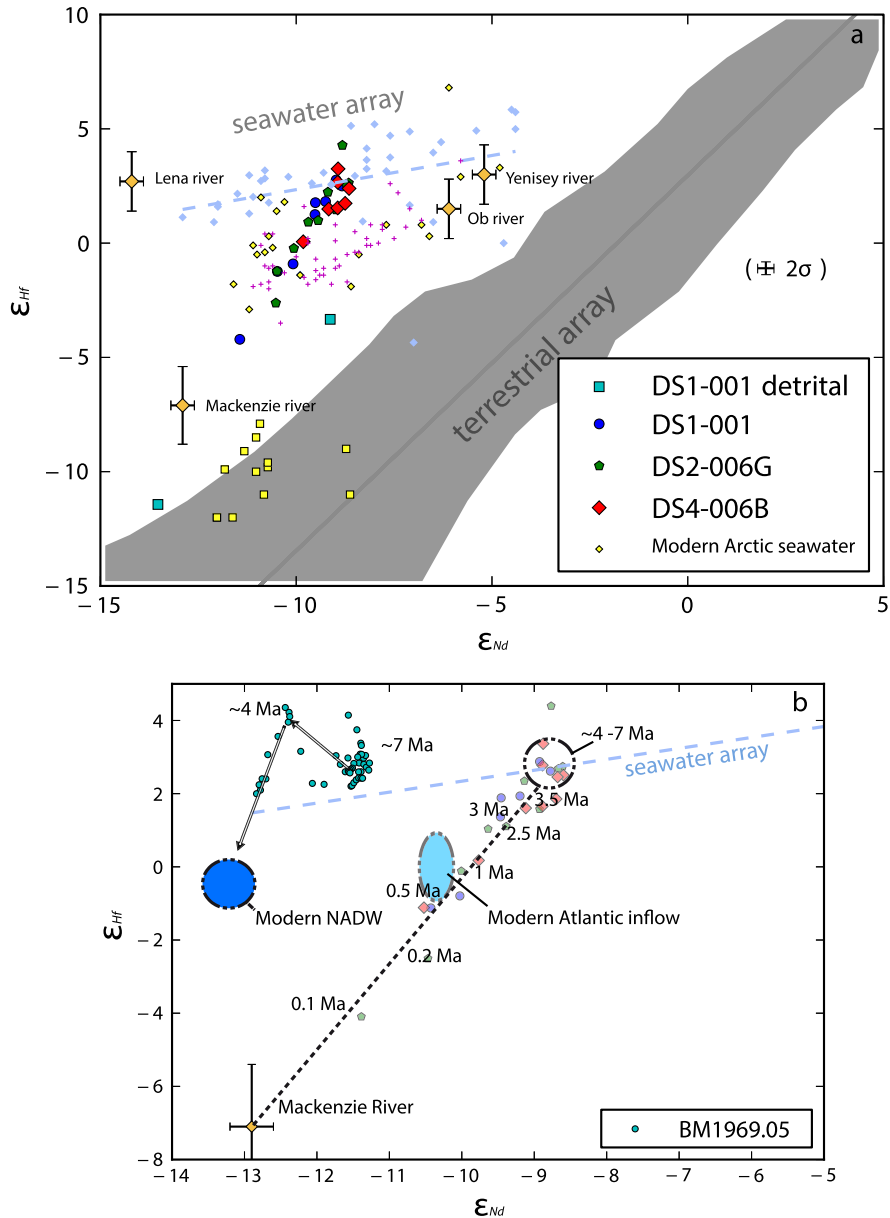 a
10
5
0
−5
−10
−15
εHf
seawater array
Lena river
Yenisey river
Ob river
( 2σ )
Mackenzie river
terrestrial array
DS1-001 detrital
DS1-001
DS2-006G
DS4-006B
Modern Arctic seawater
−15 −10 −5 0 5
εNd
b
4
2
0
−2
−4
−6
−8
εHf
~4 Ma
~7 Ma
~4 -7 Ma
seawater array
3 Ma
3.5 Ma
2.5 Ma
1 Ma
0.5 Ma
Modern NADW
Modern Atlantic inflow
0.2 Ma
0.1 Ma
Mackenzie River
BM1969.05
−14 −13 −12 −11 −10 −9 −8 −7 −6 −5
εNd